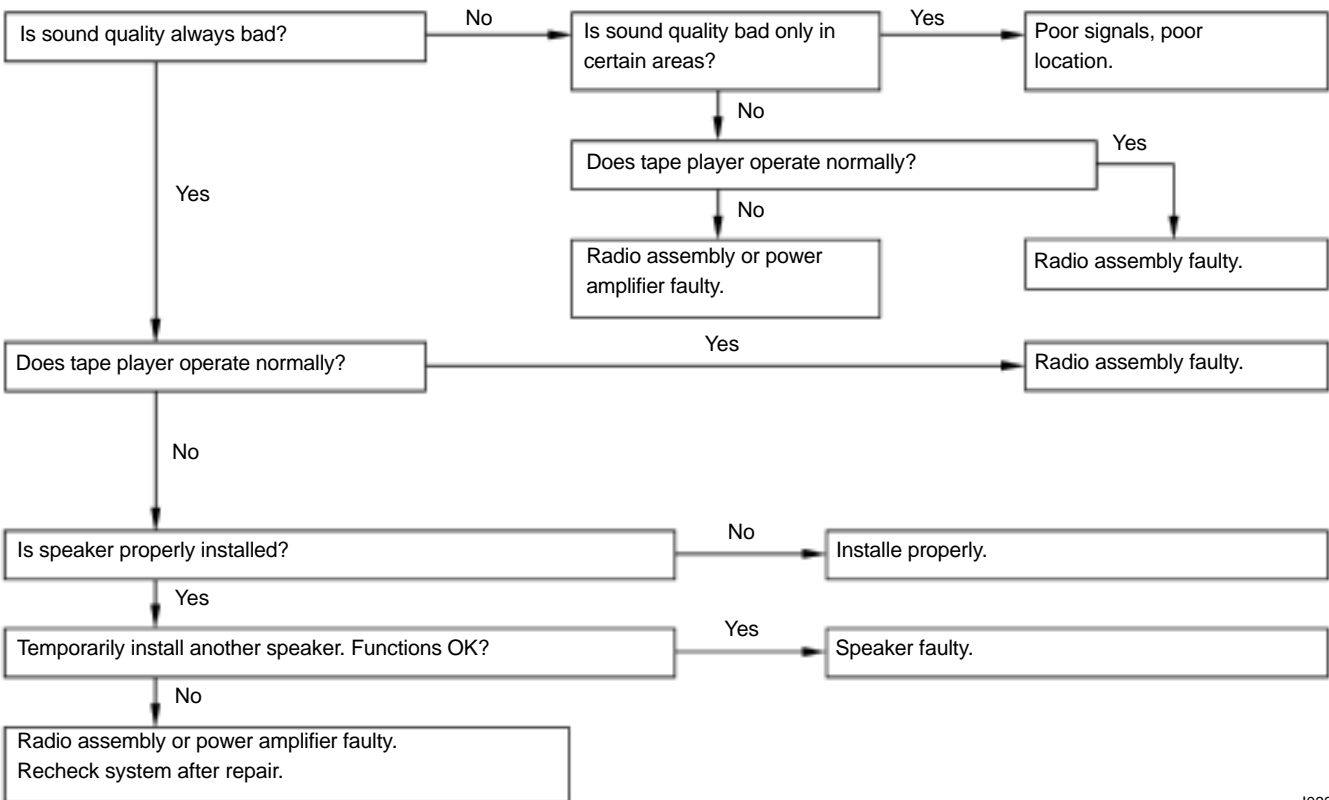 Is sound quality always bad?
No
Is sound quality bad only in
certain areas?
Yes
Poor signals, poor
location.
No
Does tape player operate normally?
Yes
Yes
No
Radio assembly or power
amplifier faulty.
Radio assembly faulty.
Does tape player operate normally?
Yes
Radio assembly faulty.
No
Is speaker properly installed?
No
Installe properly.
Yes
Temporarily install another speaker. Functions OK?
Yes
Speaker faulty.
No
Radio assembly or power amplifier faulty.
Recheck system after repair.